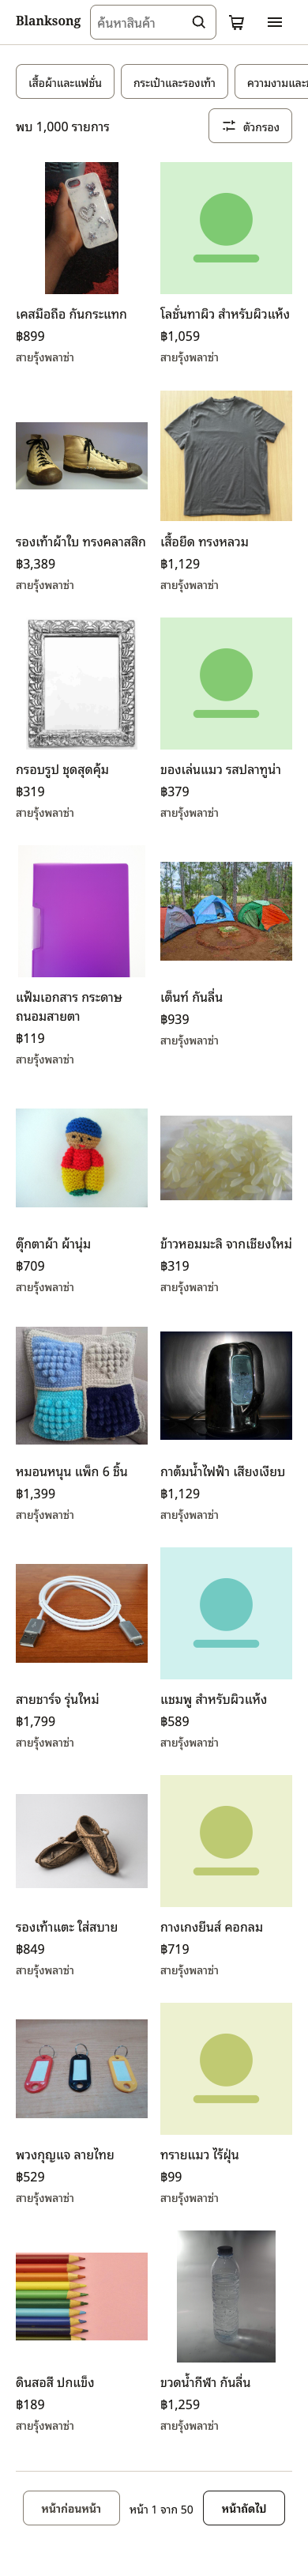 Blanksong
ค้นหาสินค้า
เสื้อผ้าและแฟชั่น
กระเป๋าและรองเท้า
พบ 1,000 รายการ
ตัวกรอง
เคสมือถือ กันกระแทก
฿899
สายรุ้งพลาซ่า
โลชั่นทาผิว สำหรับผิวแห้ง
฿1,059
สายรุ้งพลาซ่า
รองเท้าผ้าใบ ทรงคลาสสิก
฿3,389
สายรุ้งพลาซ่า
เสื้อยืด ทรงหลวม
฿1,129
สายรุ้งพลาซ่า
กรอบรูป ชุดสุดคุ้ม
฿319
สายรุ้งพลาซ่า
ของเล่นแมว รสปลาทูน่า
฿379
สายรุ้งพลาซ่า
แฟ้มเอกสาร กระดาษ
ถนอมสายตา
฿119
สายรุ้งพลาซ่า
เต็นท์ กันลื่น
฿939
สายรุ้งพลาซ่า
ตุ๊กตาผ้า ผ้านุ่ม
฿709
สายรุ้งพลาซ่า
ข้าวหอมมะลิ จากเชียงใหม่
฿319
สายรุ้งพลาซ่า
หมอนหนุน แพ็ก 6 ชิ้น
฿1,399
สายรุ้งพลาซ่า
กาต้มน้ำไฟฟ้า เสียงเงียบ
฿1,129
สายรุ้งพลาซ่า
สายชาร์จ รุ่นใหม่
฿1,799
สายรุ้งพลาซ่า
แชมพู สำหรับผิวแห้ง
฿589
สายรุ้งพลาซ่า
รองเท้าแตะ ใส่สบาย
฿849
สายรุ้งพลาซ่า
กางเกงยีนส์ คอกลม
฿719
สายรุ้งพลาซ่า
พวงกุญแจ ลายไทย
฿529
สายรุ้งพลาซ่า
ทรายแมว ไร้ฝุ่น
฿99
สายรุ้งพลาซ่า
ดินสอสี ปกแข็ง
฿189
สายรุ้งพลาซ่า
ขวดน้ำกีฬา กันลื่น
฿1,259
สายรุ้งพลาซ่า
หน้าก่อนหน้า
หน้า 1 จาก 50
หน้าถัดไป